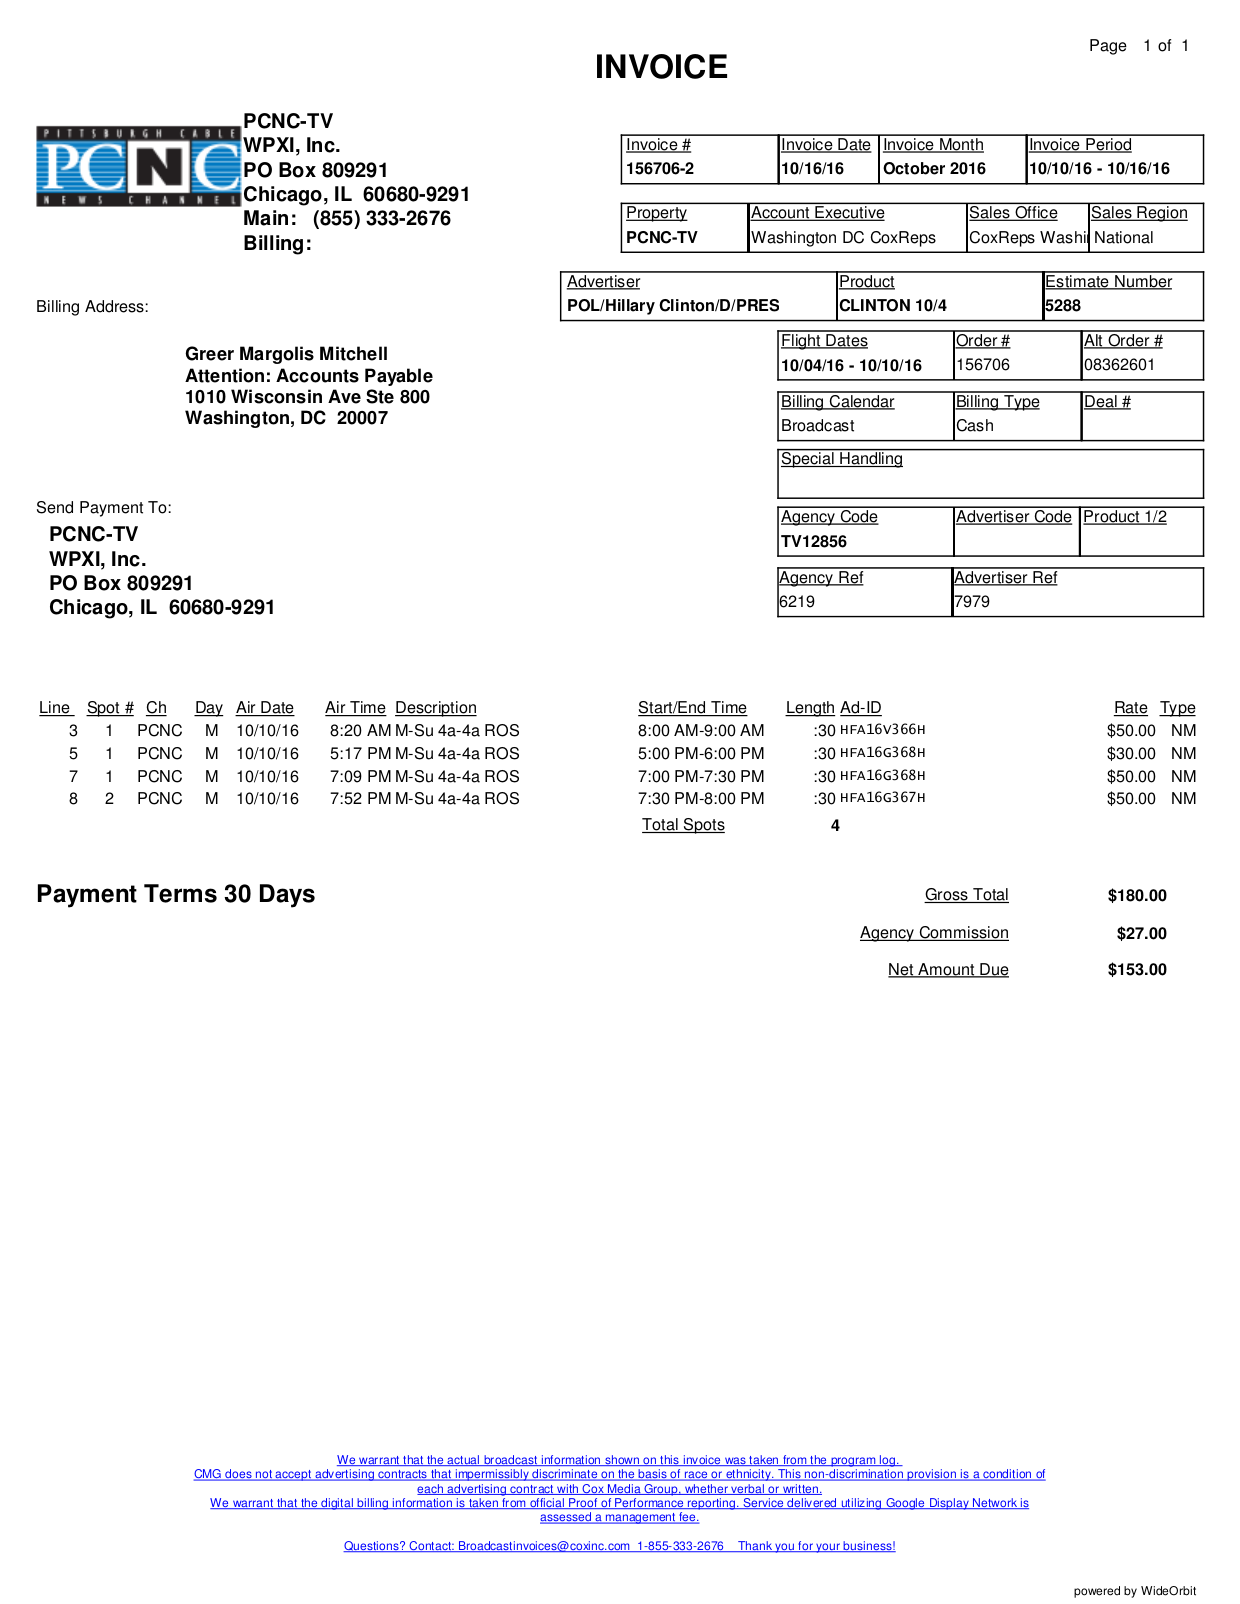 Page 1 of 1
INVOICE
PITTSBURGH CABLE
PCNC
NEWS CHANNEL
PCNC-TV
WPXI, Inc.
PO Box 809291
Chicago, IL 60680-9291
Main: (855) 333-2676
Billing:
Invoice # Invoice Date Invoice Month Invoice Period
156706-2 10/16/16 October 2016 10/10/16 - 10/16/16
Property Account Executive Sales Office Sales Region
PCNC-TV Washington DC CoxReps CoxReps Washi National
Advertiser Product Estimate Number
POL/Hillary Clinton/D/PRES CLINTON 10/4 5288
Billing Address:
Greer Margolis Mitchell
Attention: Accounts Payable
1010 Wisconsin Ave Ste 800
Washington, DC 20007
Flight Dates Order # Alt Order #
10/04/16 - 10/10/16 156706 08362601
Billing Calendar Billing Type Deal #
Broadcast Cash
Special Handling
Send Payment To:
PCNC-TV
WPXI, Inc.
PO Box 809291
Chicago, IL 60680-9291
Agency Code Advertiser Code Product 1/2
TV12856
Agency Ref Advertiser Ref
6219 7979
Line Spot # Ch Day Air Date Air Time Description Start/End Time Length Ad-ID Rate Type
3 1 PCNC M 10/10/16 8:20 AM M-Su 4a-4a ROS 8:00 AM-9:00 AM :30 HFA16V366H $50.00 NM
5 1 PCNC M 10/10/16 5:17 PM M-Su 4a-4a ROS 5:00 PM-6:00 PM :30 HFA16G368H $30.00 NM
7 1 PCNC M 10/10/16 7:09 PM M-Su 4a-4a ROS 7:00 PM-7:30 PM :30 HFA16G368H $50.00 NM
8 2 PCNC M 10/10/16 7:52 PM M-Su 4a-4a ROS 7:30 PM-8:00 PM :30 HFA16G367H $50.00 NM
Total Spots 4
Payment Terms 30 Days
Gross Total $180.00
Agency Commission $27.00
Net Amount Due $153.00
We warrant that the actual broadcast information shown on this invoice was taken from the program log.
CMG does not accept advertising contracts that impermissibly discriminate on the basis of race or ethnicity. This non-discrimination provision is a condition of
each advertising contract with Cox Media Group, whether verbal or written.
We warrant that the digital billing information is taken from official Proof of Performance reporting. Service delivered utilizing Google Display Network is
assessed a management fee.
Questions? Contact: Broadcastinvoices@coxinc.com 1-855-333-2676 Thank you for your business!
powered by WideOrbit